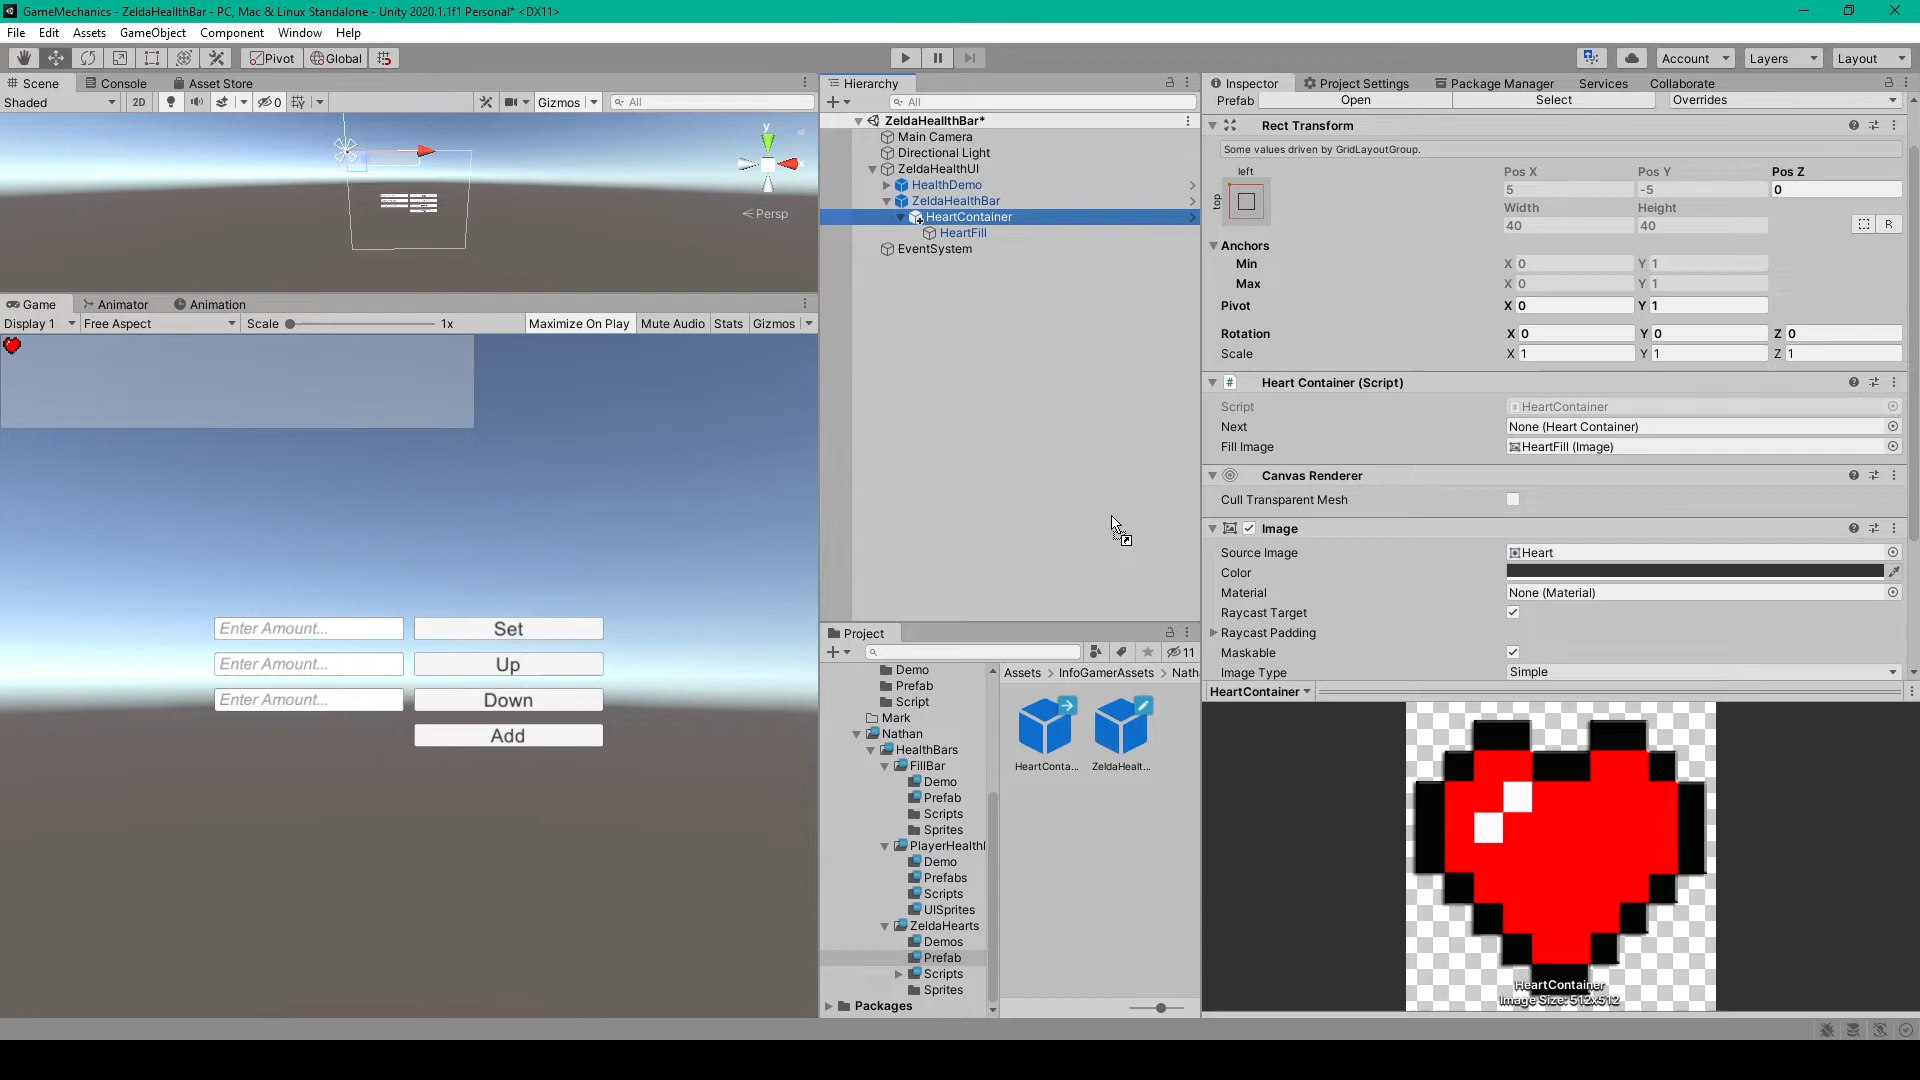 GameMechanics - ZeldaHeallthBar - PC, Mac & Linux Standalone - Unity 2020.1.1f1 Personal* <DX11>
File Edit Assets GameObject Component Window Help
Pivot Global Account Layers Layout
Scene Console Asset Store
Shaded 2D 0 Gizmos All
y
Persp
Game Animator Animation
Display 1 Free Aspect Scale 1x Maximize On Play Mute Audio Stats Gizmos
Enter Amount... Set
Enter Amount... Up
Enter Amount... Down
Add
Hierarchy
All
ZeldaHeallthBar*
Main Camera
Directional Light
ZeldaHealthUI
HealthDemo
ZeldaHealthBar
HeartContainer
HeartFill
EventSystem
Project
11
Demo
Prefab
Script
Mark
Nathan
HealthBars
FillBar
Demo
Prefab
Scripts
Sprites
PlayerHealthI
Demo
Prefabs
Scripts
UISprites
ZeldaHearts
Demos
Prefab
Scripts
Sprites
Packages
Assets > InfoGamerAssets > Nath
HeartConta... ZeldaHealt...
Inspector Project Settings Package Manager Services Collaborate
Prefab Open Select Overrides
Rect Transform
Some values driven by GridLayoutGroup.
left Pos X Pos Y Pos Z
top 5 -5 0
Width Height
40 40 R
Anchors
Min X 0 Y 1
Max X 0 Y 1
Pivot X 0 Y 1
Rotation X 0 Y 0 Z 0
Scale X 1 Y 1 Z 1
# Heart Container (Script)
Script HeartContainer
Next None (Heart Container)
Fill Image HeartFill (Image)
Canvas Renderer
Cull Transparent Mesh
Image
Source Image Heart
Color
Material None (Material)
Raycast Target
Raycast Padding
Maskable
Image Type Simple
HeartContainer
HeartContainer
Image Size: 512x512